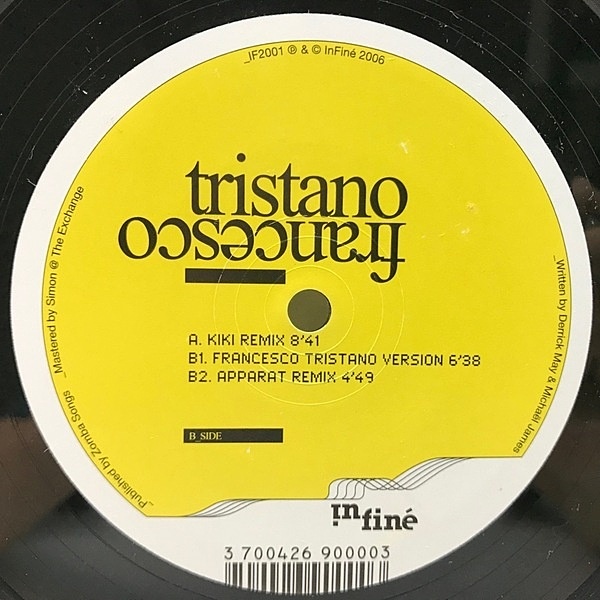 _IF2001 ℗ & © InFiné 2006
tristano
francesco
A. KIKI REMIX 8'41
B1. FRANCESCO TRISTANO VERSION 6'38
B2. APPARAT REMIX 4'49
B_SIDE
_Published by Zomba Songs _Mastered by Simon @ The Exchange
_Written by Derrick May & Michaël James
infiné
3 700426 900003